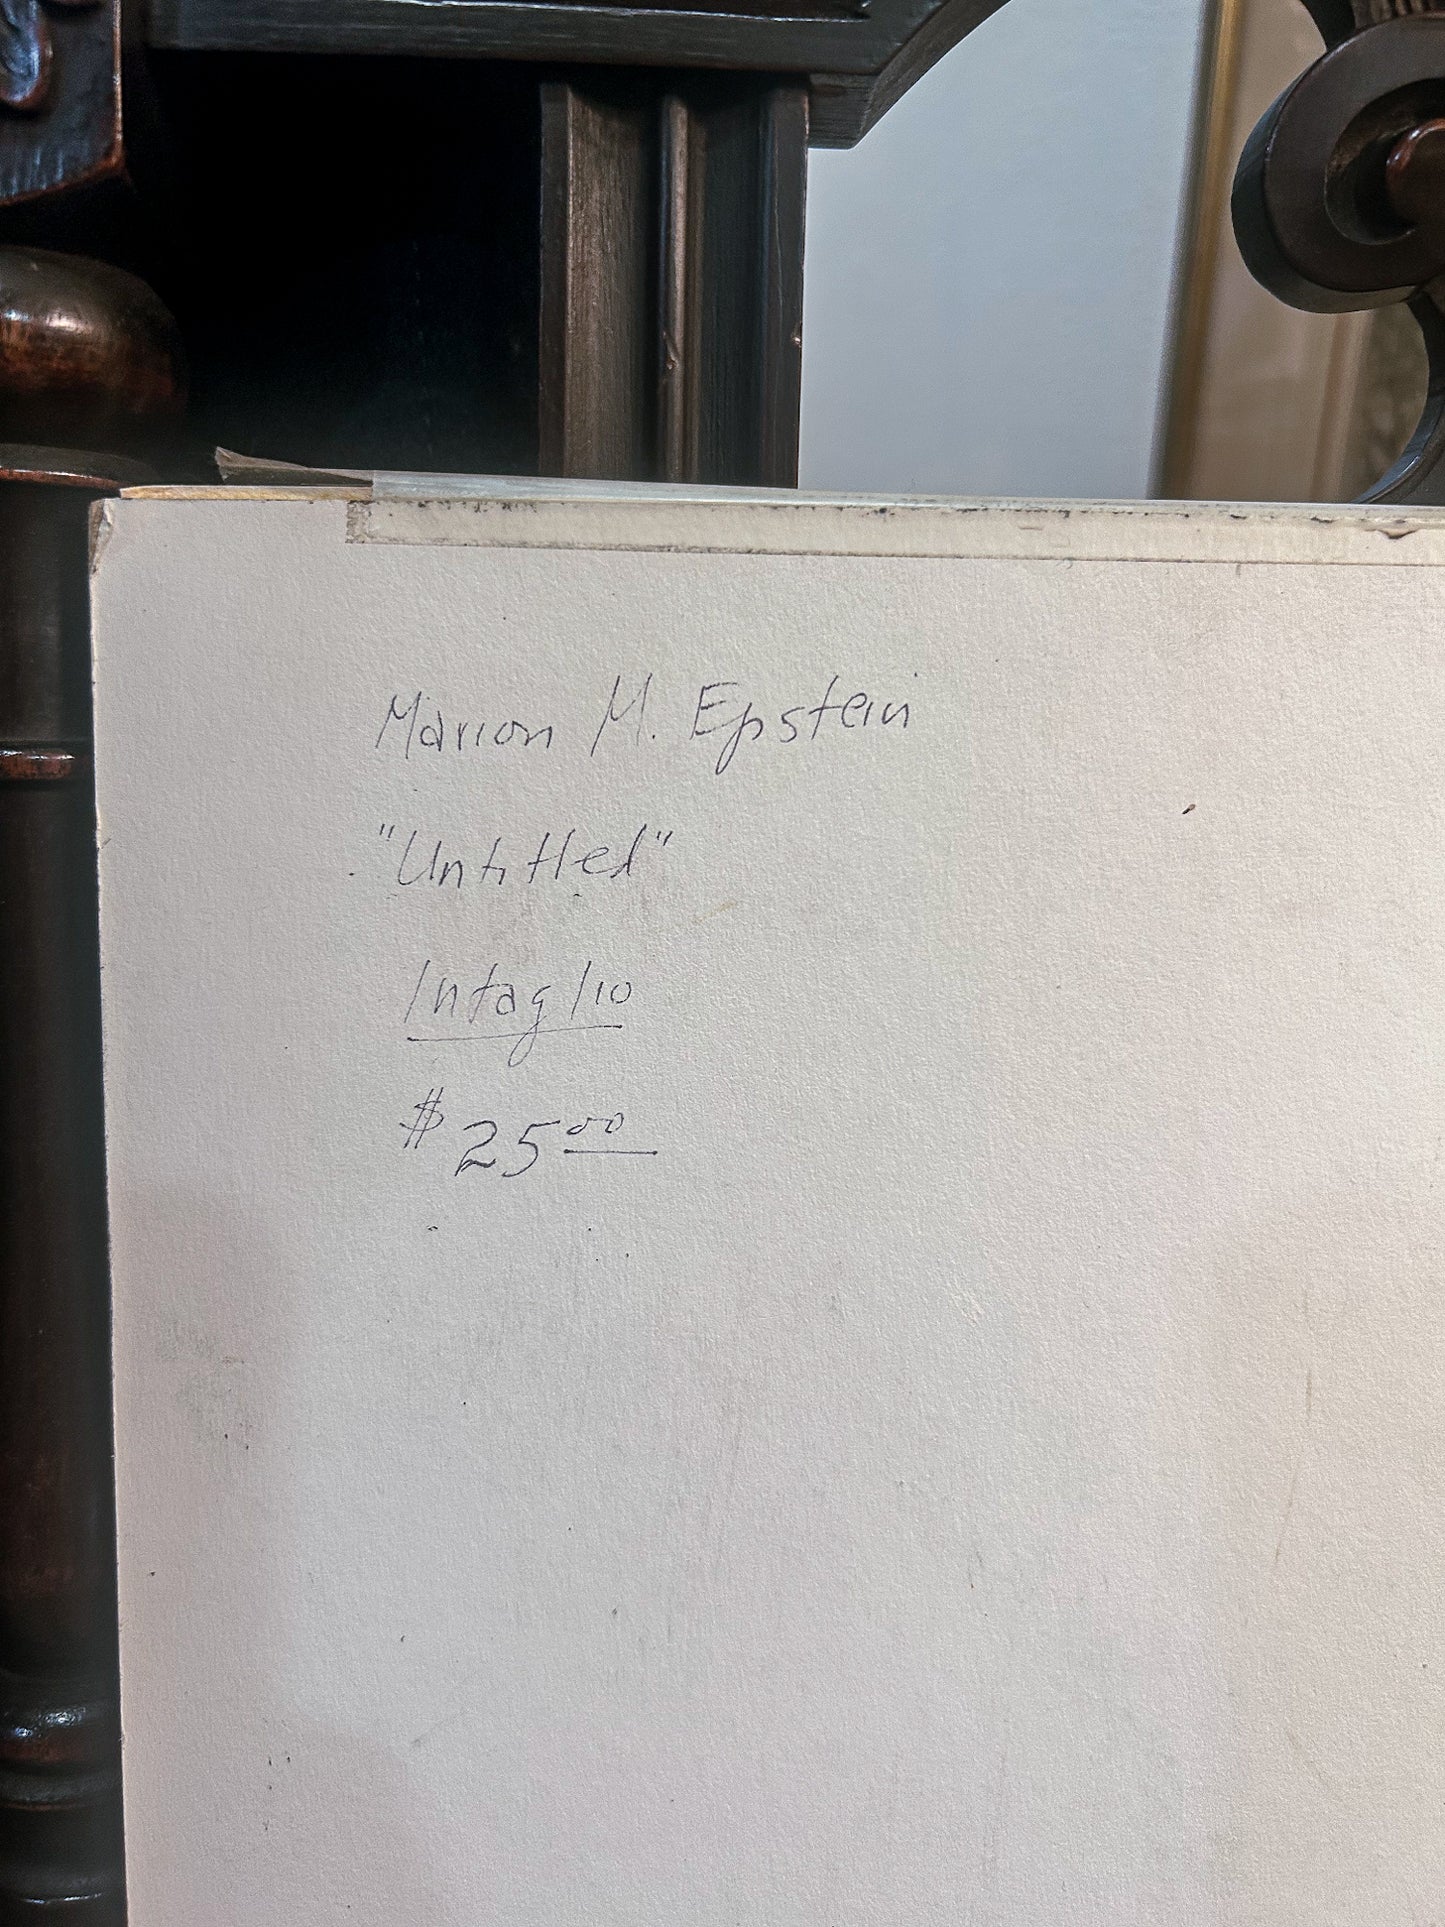 Marion M. Epstein
"Untitled"
Intaglio
$ 25.00